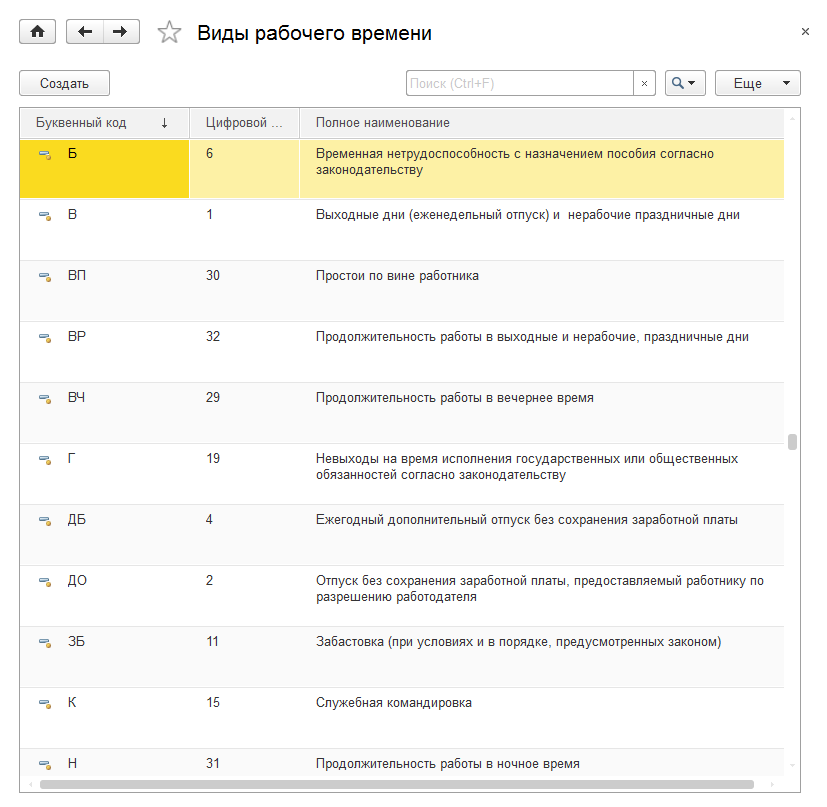 Виды рабочего времени
×
Создать
Поиск (Ctrl+F)
×
Еще
Буквенный код ↓ Цифровой ... Полное наименование
Б 6 Временная нетрудоспособность с назначением пособия согласно
законодательству
В 1 Выходные дни (еженедельный отпуск) и  нерабочие праздничные дни
ВП 30 Простои по вине работника
ВР 32 Продолжительность работы в выходные и нерабочие, праздничные дни
ВЧ 29 Продолжительность работы в вечернее время
Г 19 Невыходы на время исполнения государственных или общественных
обязанностей согласно законодательству
ДБ 4 Ежегодный дополнительный отпуск без сохранения заработной платы
ДО 2 Отпуск без сохранения заработной платы, предоставляемый работнику по
разрешению работодателя
ЗБ 11 Забастовка (при условиях и в порядке, предусмотренных законом)
К 15 Служебная командировка
Н 31 Продолжительность работы в ночное время